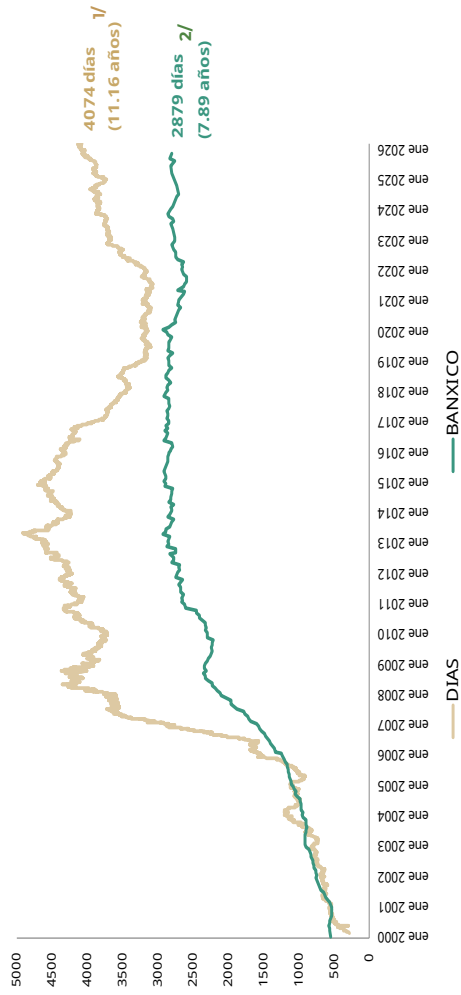 4074 días 1/
(11.16 años)
2879 días 2/
(7.89 años)
5000
4500
4000
3500
3000
2500
2000
1500
1000
500
0
ene 2000
ene 2001
ene 2002
ene 2003
ene 2004
ene 2005
ene 2006
ene 2007
ene 2008
ene 2009
ene 2010
ene 2011
ene 2012
ene 2013
ene 2014
ene 2015
ene 2016
ene 2017
ene 2018
ene 2019
ene 2020
ene 2021
ene 2022
ene 2023
ene 2024
ene 2025
ene 2026
DIAS
BANXICO